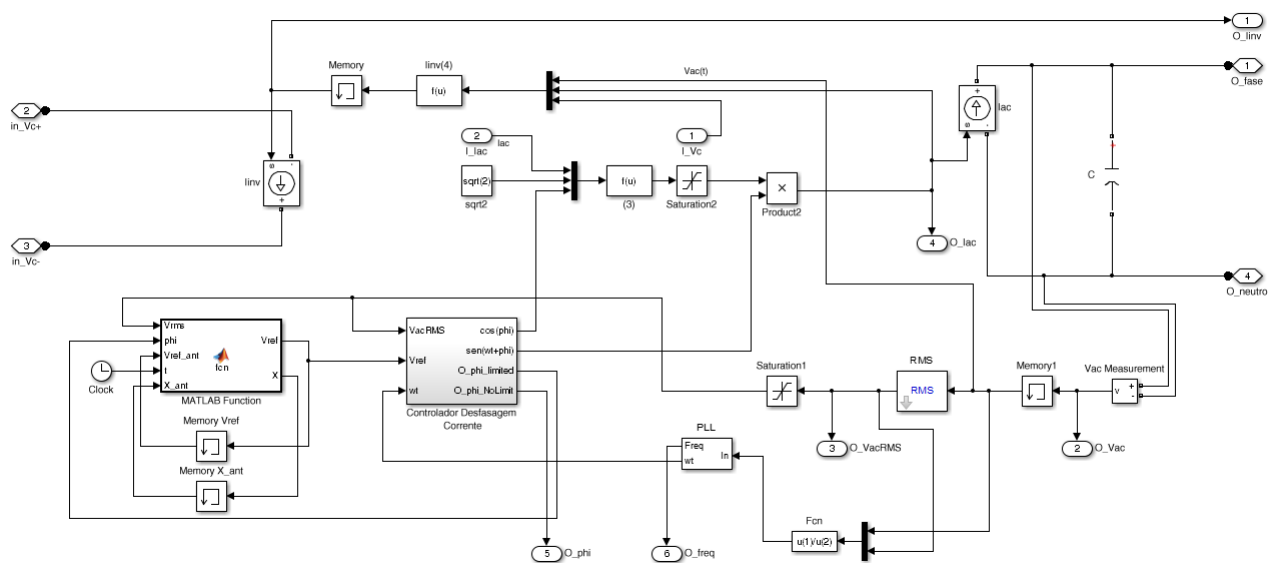 1
O_Iinv
Memory
Iinv(4)
f(u)
Vac(t)
1
O_fase
Iac
+
s -
2
in_Vc+
2
I_Iac
Iac
1
I_Vc
s -
Iinv
+
sqrt(2)
sqrt2
f(u)
(3)
Saturation2
×
Product2
+
C
4
O_Iac
3
in_Vc-
4
O_neutro
Vrms
phi
Vref_ant
t
X_ant
fcn
Vref
X
MATLAB Function
Clock
Memory Vref
Memory X_ant
VacRMS
Vref
wt
cos(phi)
sen(wt+phi)
O_phi_limited
O_phi_NoLimit
Controlador Desfasagem
Corrente
Saturation1
RMS
RMS
Memory1
Vac Measurement
v
+
-
3
O_VacRMS
2
O_Vac
PLL
Freq
wt
In
Fcn
u(1)/u(2)
5
O_phi
6
O_freq